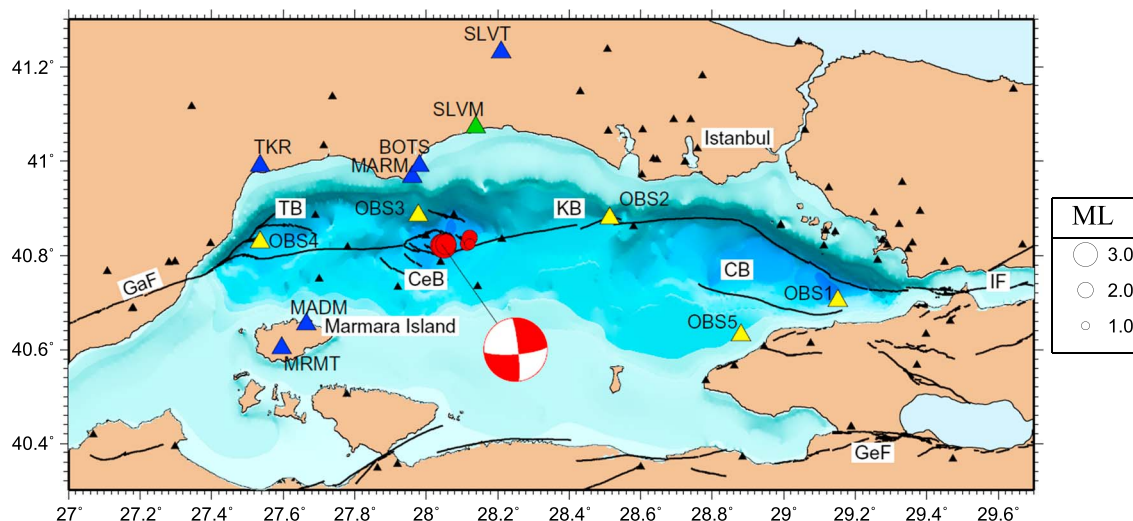 SLVT
41.2°
SLVM
Istanbul
TKR
BOTS
41°
MARM
ML
TB
OBS3
KB
OBS2
OBS4
3.0
40.8°
GaF
CeB
CB
OBS1
IF
2.0
MADM
Marmara Island
OBS5
1.0
40.6°
MRMT
40.4°
GeF
27° 27.2° 27.4° 27.6° 27.8° 28° 28.2° 28.4° 28.6° 28.8° 29° 29.2° 29.4° 29.6°